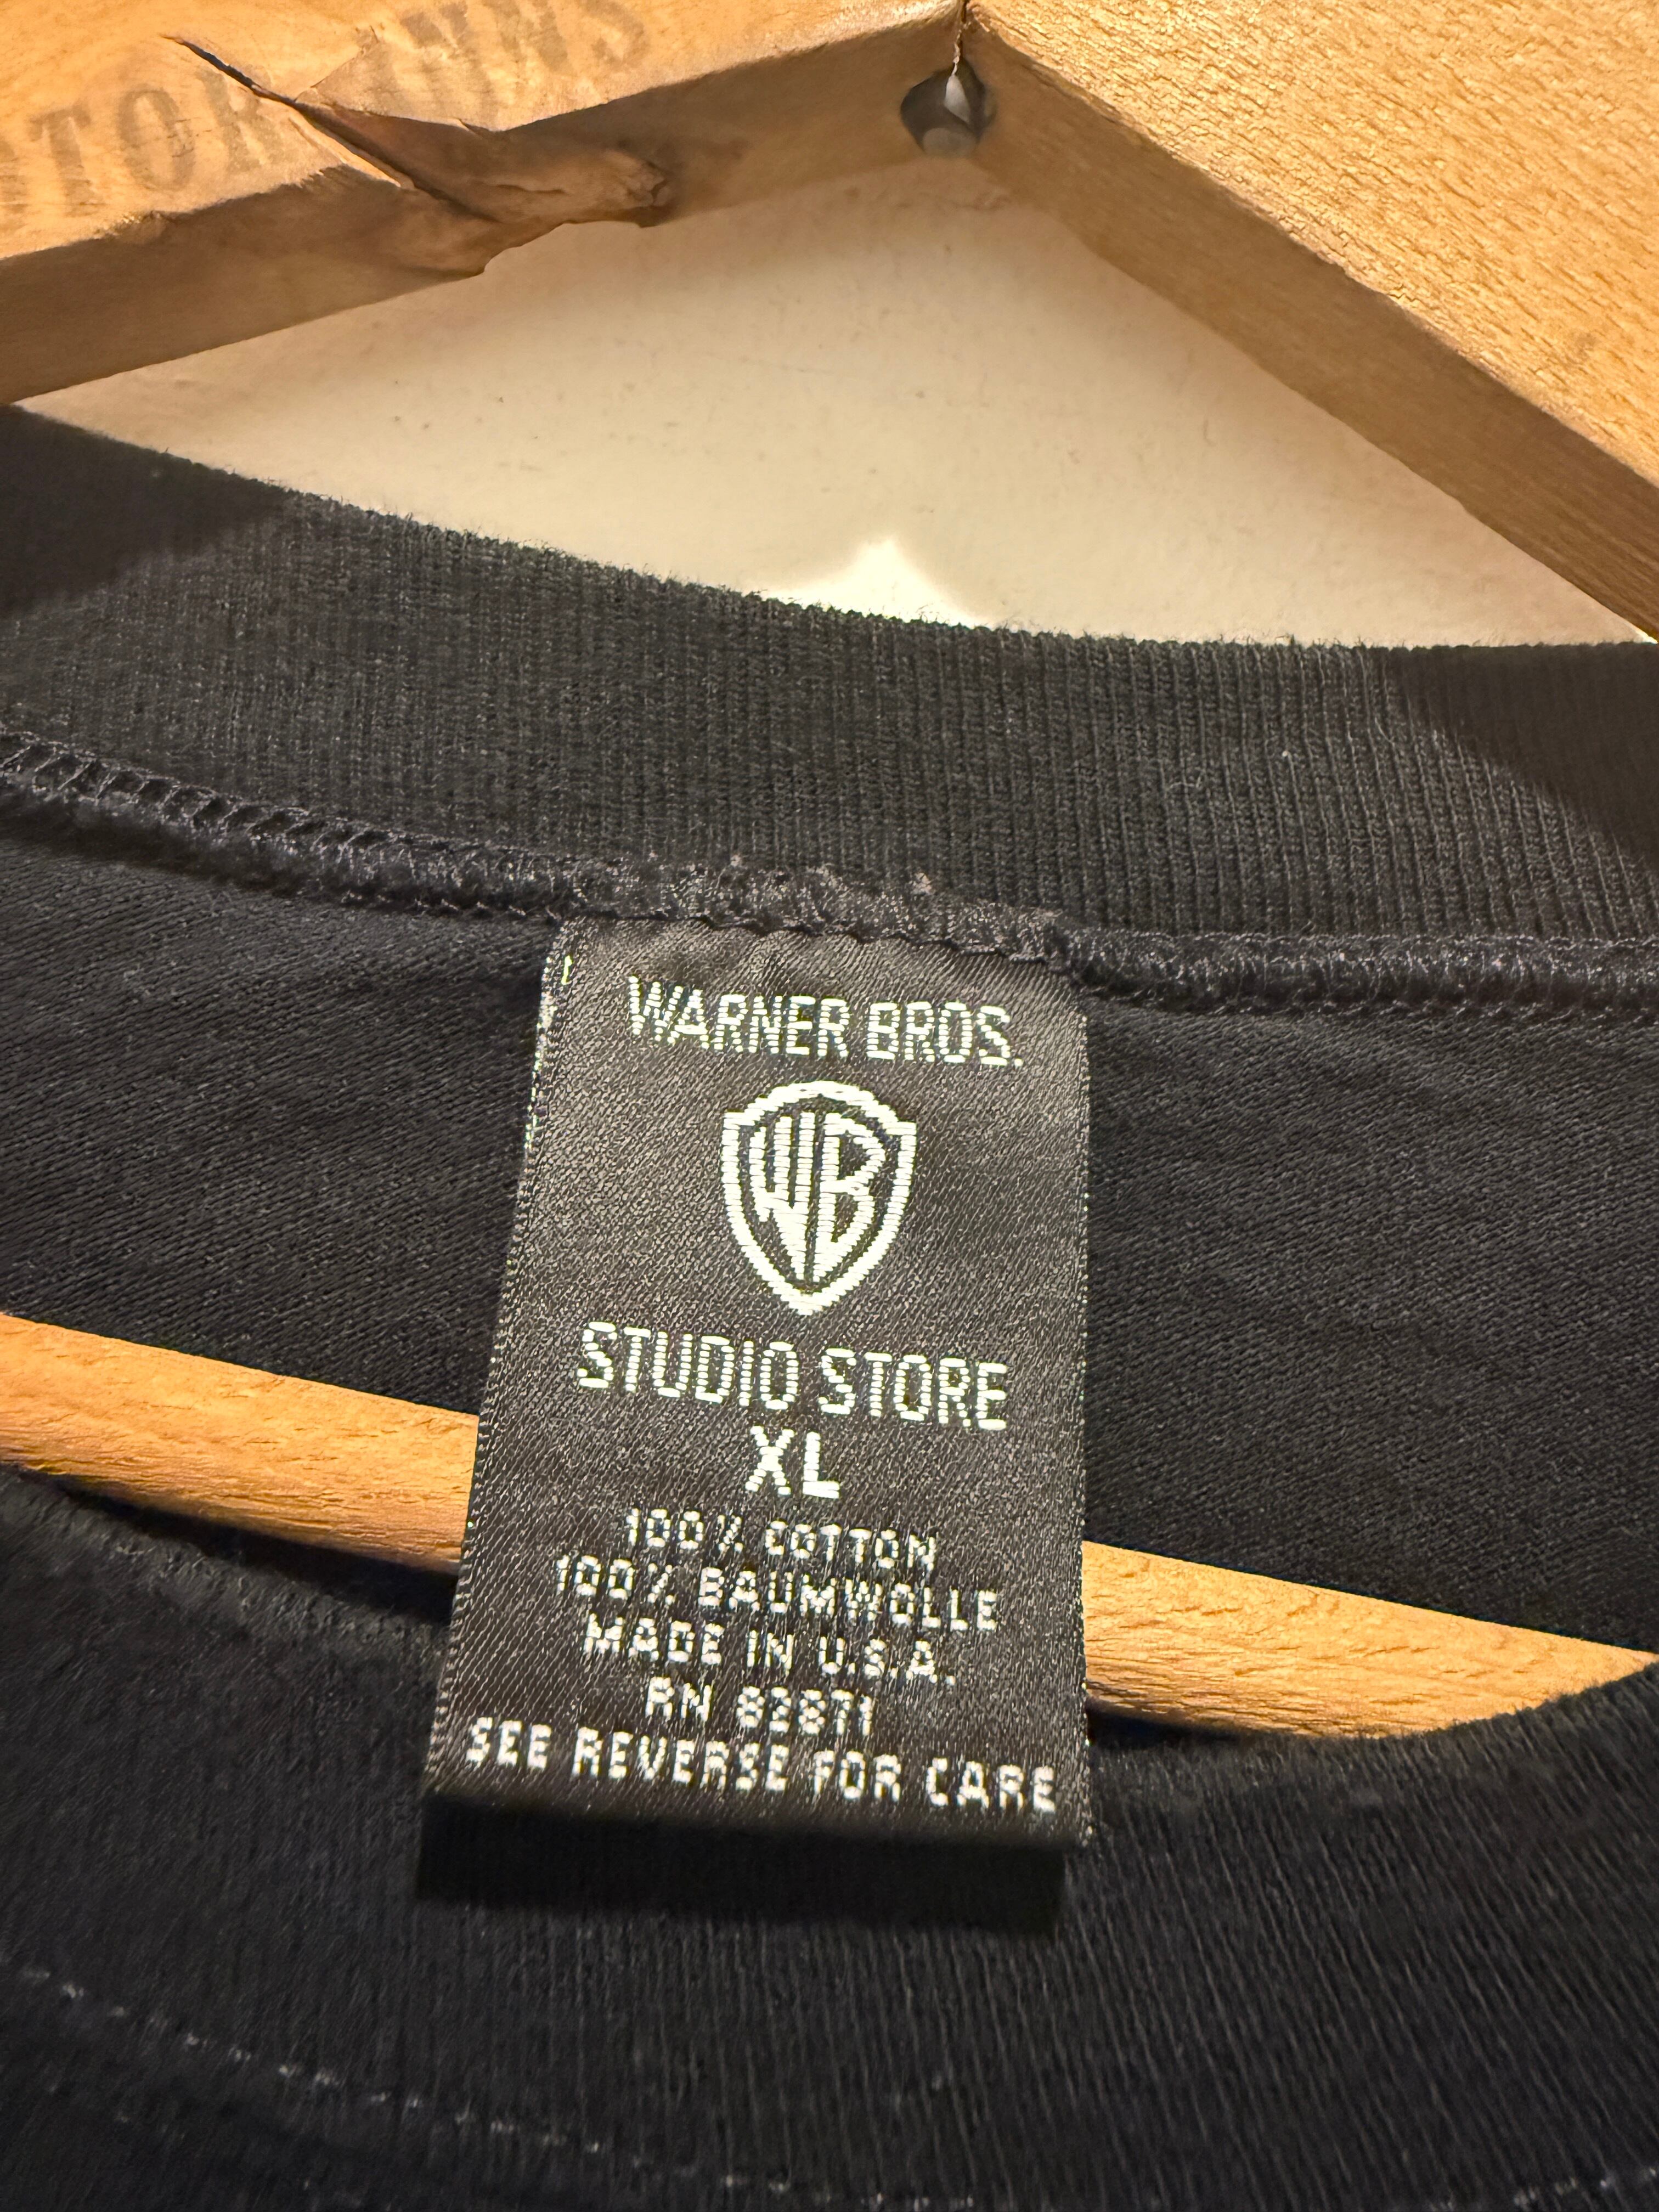 WARNER BROS.
WB
STUDIO STORE
XL
100% COTTON
100% BAUMWOLLE
MADE IN U.S.A.
RN 82871
SEE REVERSE FOR CARE